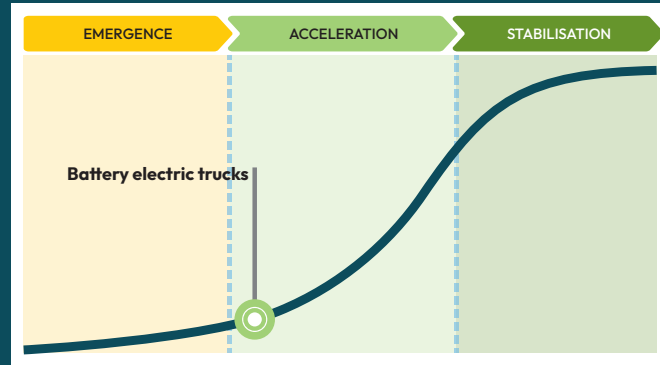 EMERGENCE
ACCELERATION
STABILISATION
Battery electric trucks